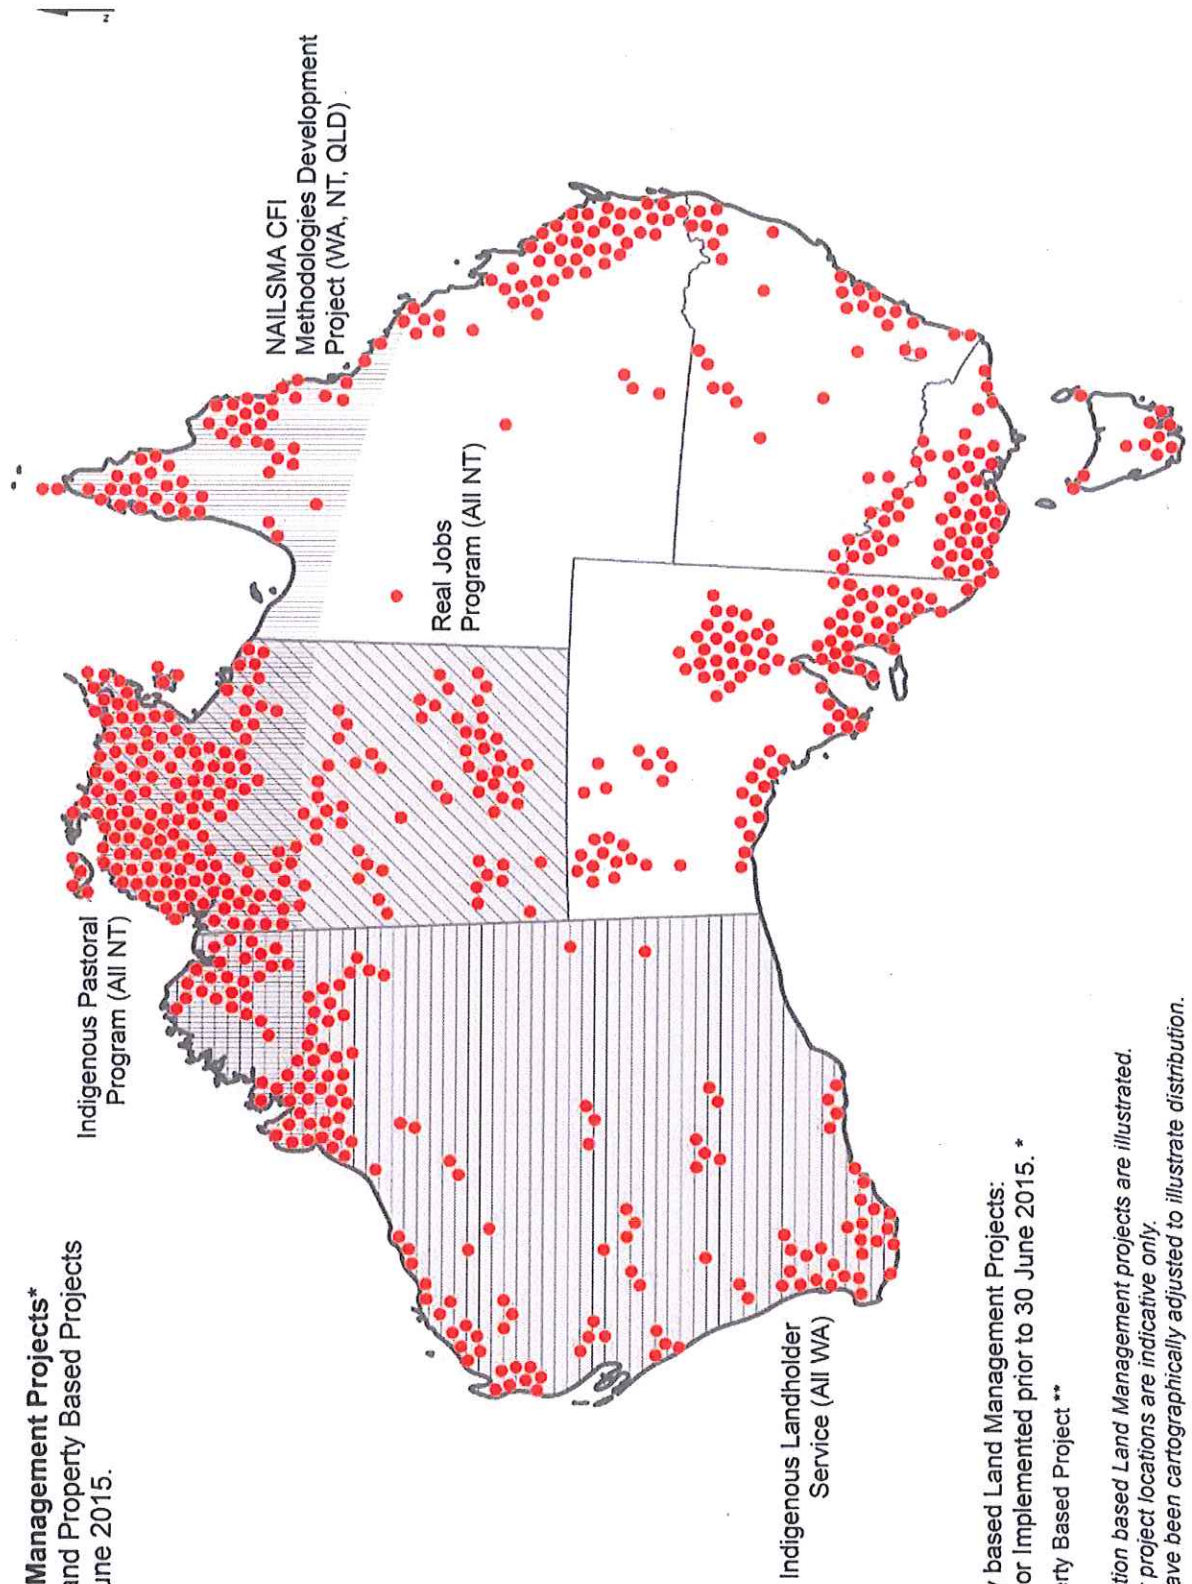 Management Projects*
and Property Based Projects
une 2015.
Indigenous Pastoral
Program (All NT)
NAILSMA CFI
Methodologies Development
Project (WA, NT, QLD)
Real Jobs
Program (All NT)
Indigenous Landholder
Service (All WA)
based Land Management Projects:
or Implemented prior to 30 June 2015. *
erty Based Project **
tion based Land Management projects are illustrated.
project locations are indicative only.
ave been cartographically adjusted to illustrate distribution.
z